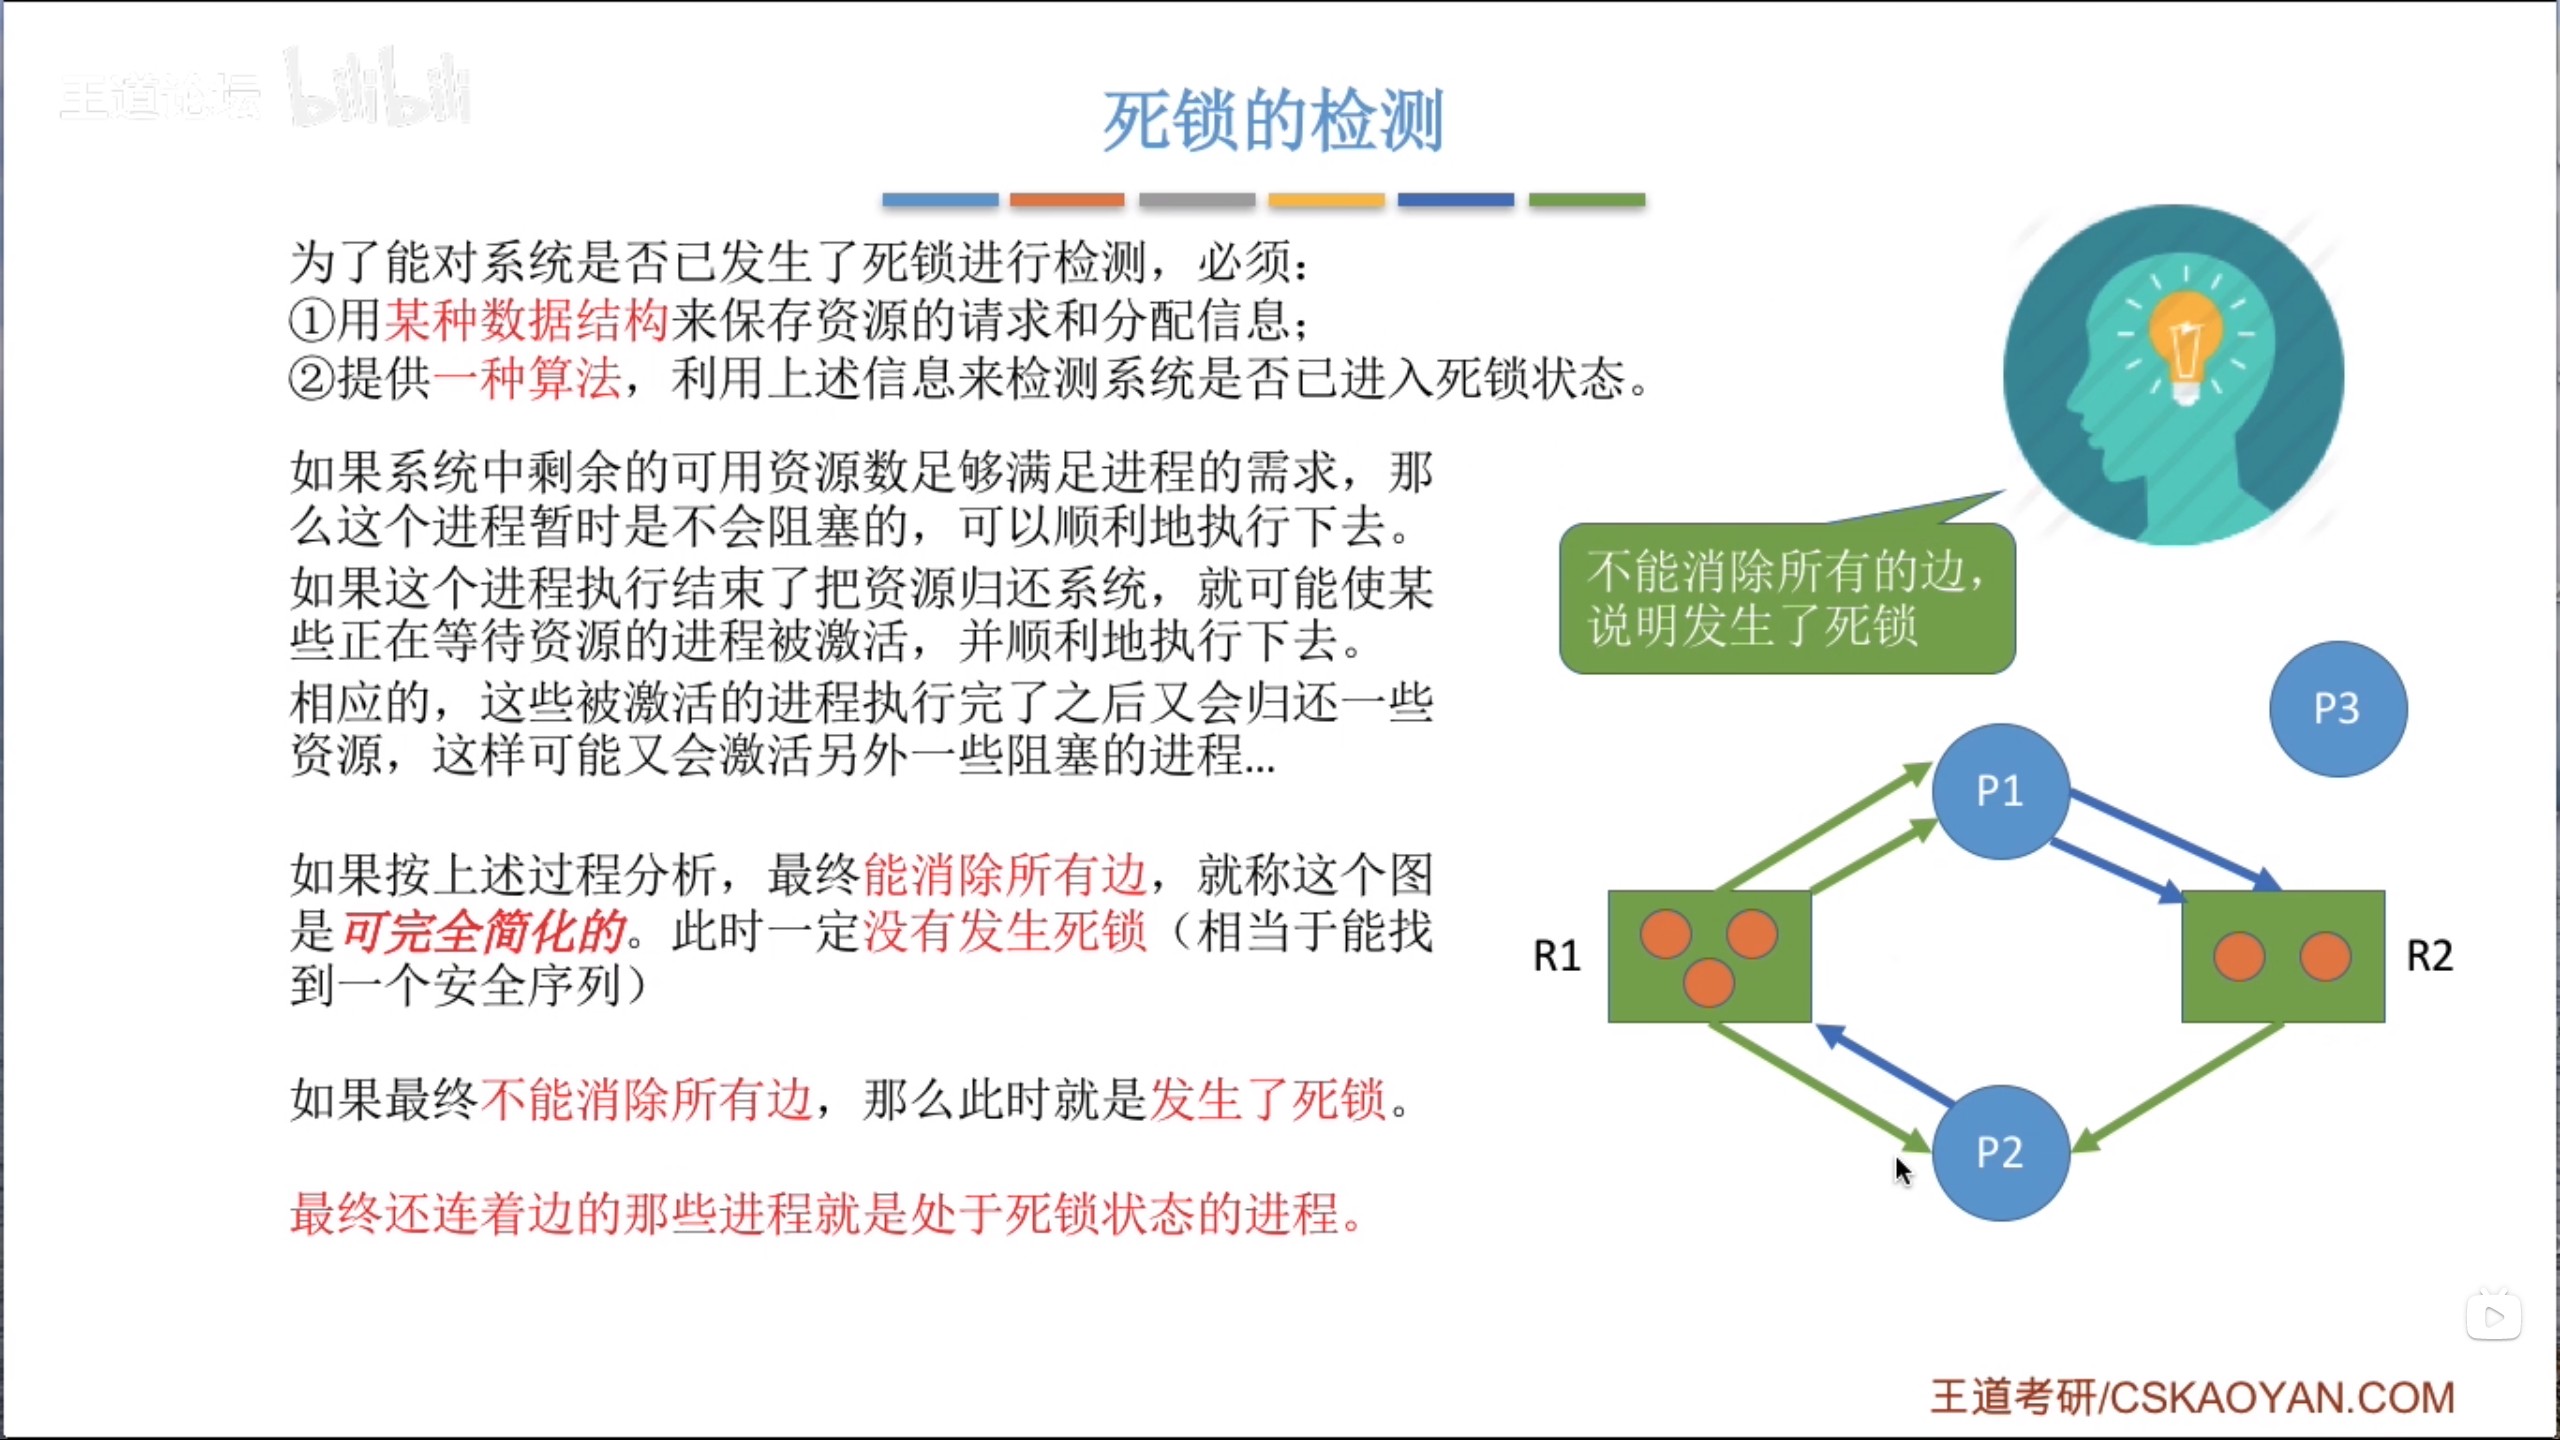 王道论坛 bilibili
死锁的检测
为了能对系统是否已发生了死锁进行检测，必须：
①用某种数据结构来保存资源的请求和分配信息；
②提供一种算法，利用上述信息来检测系统是否已进入死锁状态。
如果系统中剩余的可用资源数足够满足进程的需求，那
么这个进程暂时是不会阻塞的，可以顺利地执行下去。
如果这个进程执行结束了把资源归还系统，就可能使某
些正在等待资源的进程被激活，并顺利地执行下去。
相应的，这些被激活的进程执行完了之后又会归还一些
资源，这样可能又会激活另外一些阻塞的进程...
如果按上述过程分析，最终能消除所有边，就称这个图
是可完全简化的。此时一定没有发生死锁（相当于能找
到一个安全序列）
如果最终不能消除所有边，那么此时就是发生了死锁。
最终还连着边的那些进程就是处于死锁状态的进程。
不能消除所有的边，
说明发生了死锁
P3
P1
R1
R2
P2
王道考研/CSKAOYAN.COM